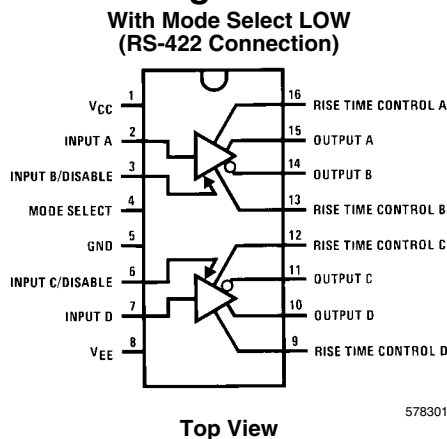 With Mode Select LOW
(RS-422 Connection)
VCC 1
INPUT A 2
INPUT B/DISABLE 3
MODE SELECT 4
GND 5
INPUT C/DISABLE 6
INPUT D 7
VEE 8
16 RISE TIME CONTROL A
15 OUTPUT A
14 OUTPUT B
13 RISE TIME CONTROL B
12 RISE TIME CONTROL C
11 OUTPUT C
10 OUTPUT D
9 RISE TIME CONTROL D
578301
Top View